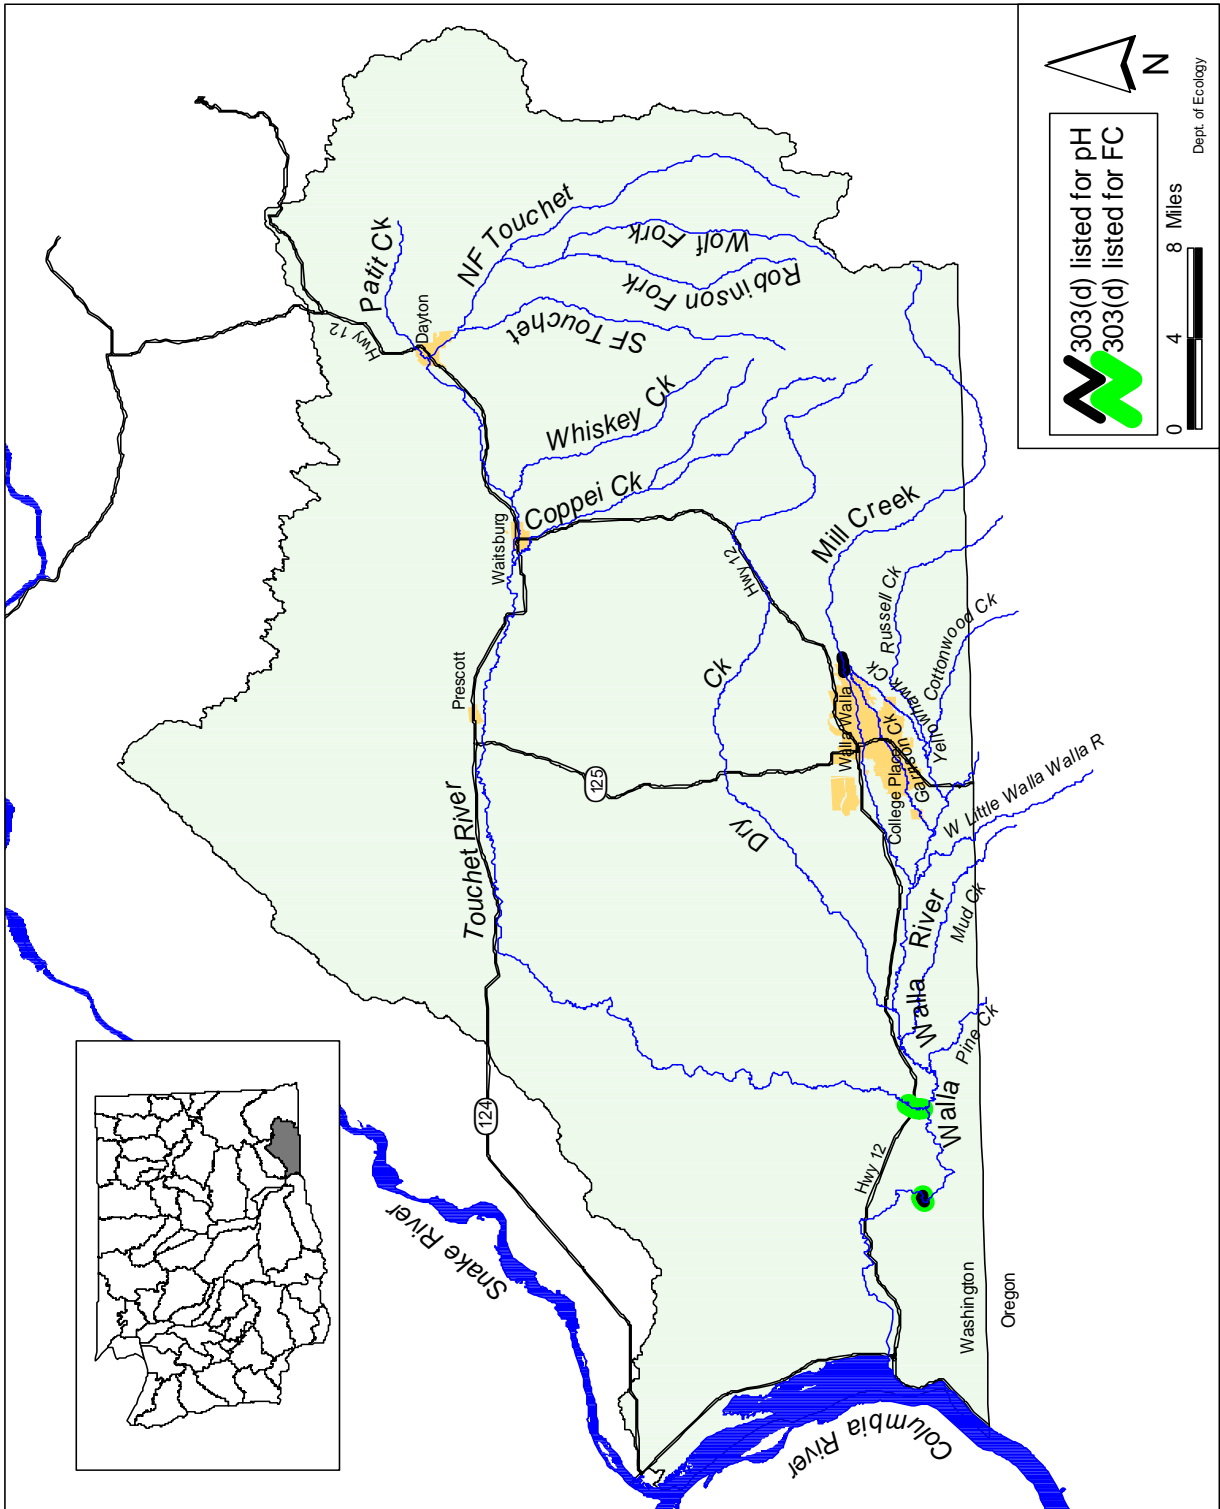 N
303(d) listed for pH
303(d) listed for FC
0 4 8 Miles
Dept. of Ecology
Patit Ck
NF Touchet
Wolf Fork
Robinson Fork
SF Touchet
Hwy 12
Dayton
Whiskey Ck
Coppei Ck
Waitsburg
Prescott
Touchet River
Hwy 12
Mill Creek
Russell Ck
Cottonwood Ck
Yellowhawk Ck
Garrison Ck
Walla Walla
College Place
W Little Walla Walla R
Dry Ck
125
Mud Ck
Pine Ck
Walla Walla River
124
Hwy 12
Snake River
Columbia River
Washington
Oregon